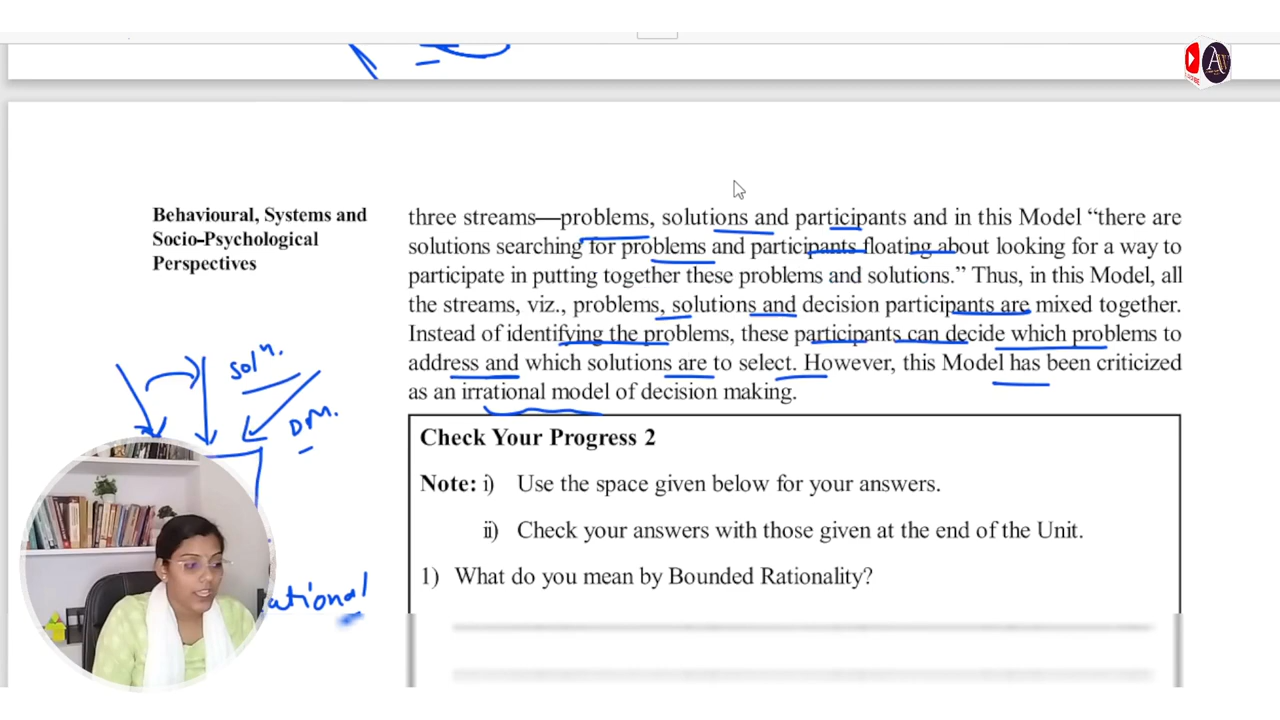 Behavioural, Systems and
Socio-Psychological
Perspectives
three streams—problems, solutions and participants and in this Model “there are
solutions searching for problems and participants floating about looking for a way to
participate in putting together these problems and solutions.” Thus, in this Model, all
the streams, viz., problems, solutions and decision participants are mixed together.
Instead of identifying the problems, these participants can decide which problems to
address and which solutions are to select. However, this Model has been criticized
as an irrational model of decision making.
solⁿ.
DM.
ational
Check Your Progress 2
Note: i) Use the space given below for your answers.
ii) Check your answers with those given at the end of the Unit.
1) What do you mean by Bounded Rationality?